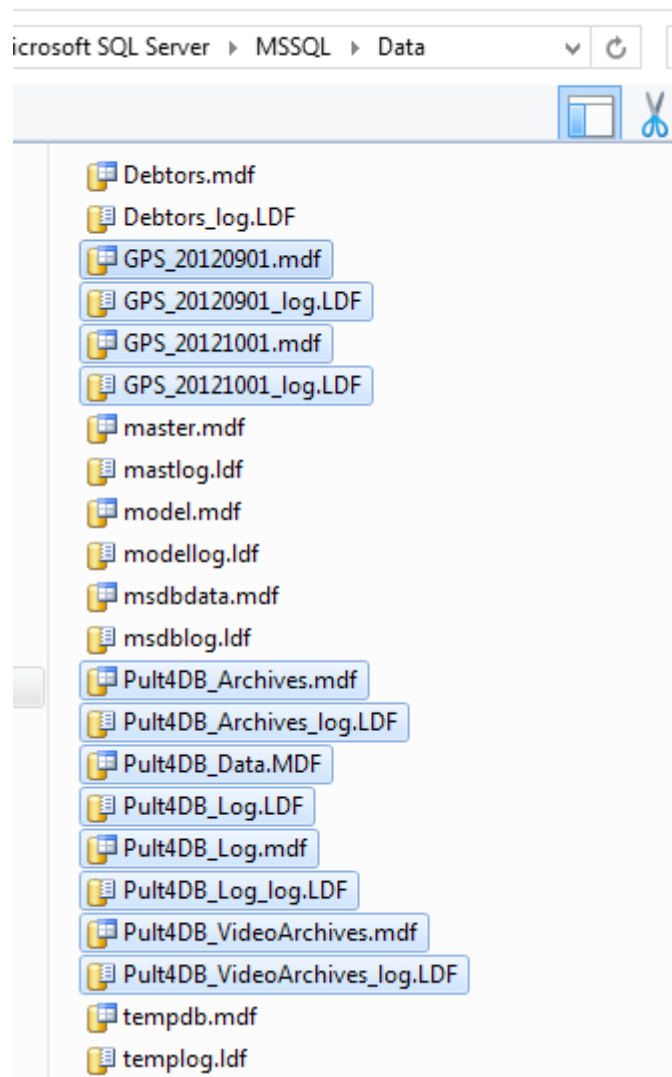 icrosoft SQL Server ▸ MSSQL ▸ Data
Debtors.mdf
Debtors_log.LDF
GPS_20120901.mdf
GPS_20120901_log.LDF
GPS_20121001.mdf
GPS_20121001_log.LDF
master.mdf
mastlog.ldf
model.mdf
modellog.ldf
msdbdata.mdf
msdblog.ldf
Pult4DB_Archives.mdf
Pult4DB_Archives_log.LDF
Pult4DB_Data.MDF
Pult4DB_Log.LDF
Pult4DB_Log.mdf
Pult4DB_Log_log.LDF
Pult4DB_VideoArchives.mdf
Pult4DB_VideoArchives_log.LDF
tempdb.mdf
templog.ldf